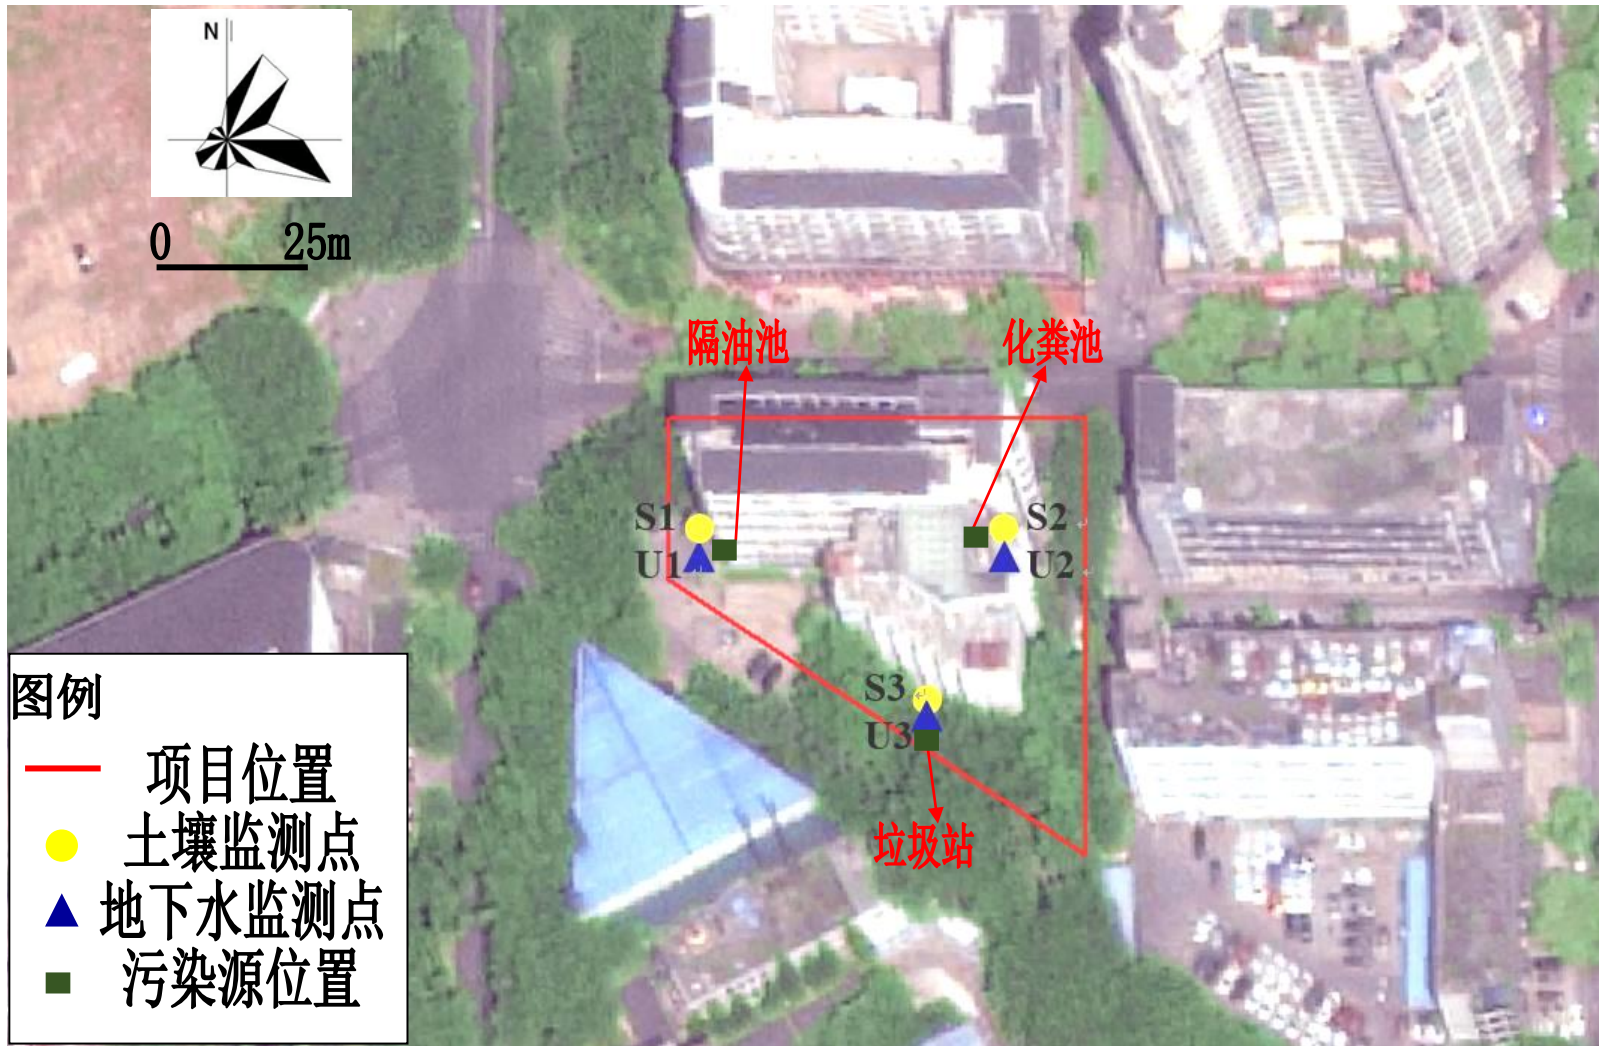 N
0 25m
隔油池
化粪池
S1
S2
U1
U2
S3
U3
垃圾站
图例
项目位置
土壤监测点
地下水监测点
污染源位置